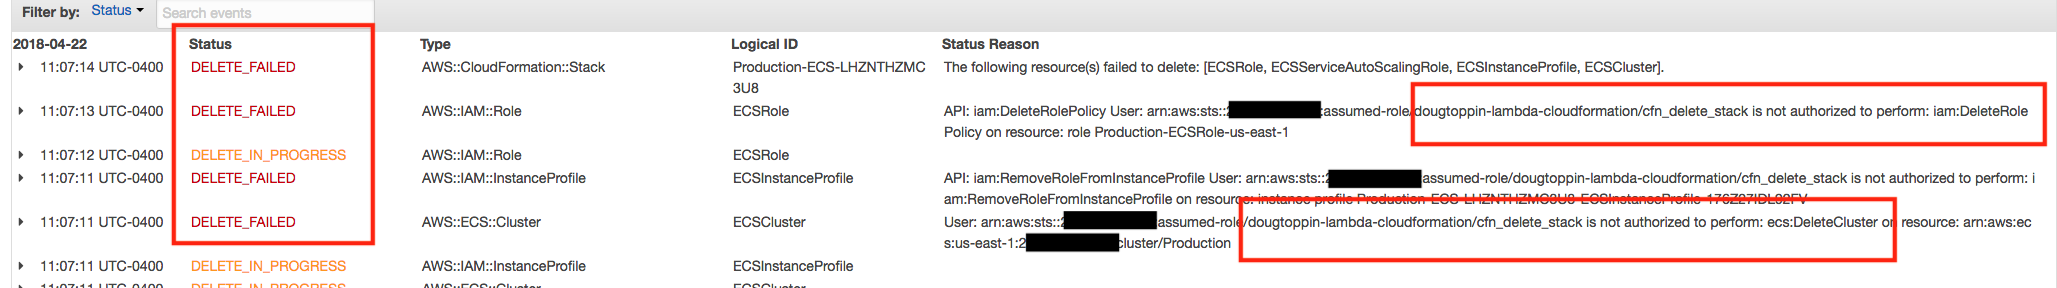 Filter by: Status Search events
2018-04-22 Status Type Logical ID Status Reason
11:07:14 UTC-0400 DELETE_FAILED AWS::CloudFormation::Stack Production-ECS-LHZNTHZMC The following resource(s) failed to delete: [ECSRole, ECSServiceAutoScalingRole, ECSInstanceProfile, ECSCluster].
3U8
11:07:13 UTC-0400 DELETE_FAILED AWS::IAM::Role ECSRole API: iam:DeleteRolePolicy User: arn:aws:sts::2 :assumed-role/dougtoppin-lambda-cloudformation/cfn_delete_stack is not authorized to perform: iam:DeleteRole
Policy on resource: role Production-ECSRole-us-east-1
11:07:12 UTC-0400 DELETE_IN_PROGRESS AWS::IAM::Role ECSRole
11:07:11 UTC-0400 DELETE_FAILED AWS::IAM::InstanceProfile ECSInstanceProfile API: iam:RemoveRoleFromInstanceProfile User: arn:aws:sts::2 assumed-role/dougtoppin-lambda-cloudformation/cfn_delete_stack is not authorized to perform: i
am:RemoveRoleFromInstanceProfile on resource: instance profile Production-ECS-LHZNTHZMC3U8-ECSInstanceProfile-176Z27IDL02FV
11:07:11 UTC-0400 DELETE_FAILED AWS::ECS::Cluster ECSCluster User: arn:aws:sts::2 assumed-role/dougtoppin-lambda-cloudformation/cfn_delete_stack is not authorized to perform: ecs:DeleteCluster on resource: arn:aws:ec
s:us-east-1:2 cluster/Production
11:07:11 UTC-0400 DELETE_IN_PROGRESS AWS::IAM::InstanceProfile ECSInstanceProfile
11:07:11 UTC-0400 DELETE_IN_PROGRESS AWS::ECS::Cluster ECSCluster